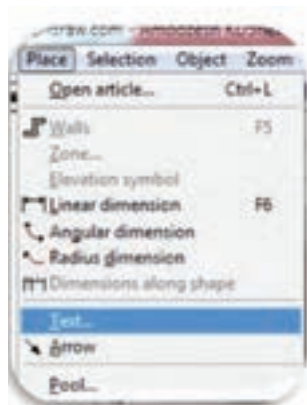 Place Selection Object Zoom
Open article... Ctrl+L
Walls F5
Zone...
Elevation symbol
Linear dimension F6
Angular dimension
Radius dimension
Dimensions along shape
Text...
Arrow
Pool...